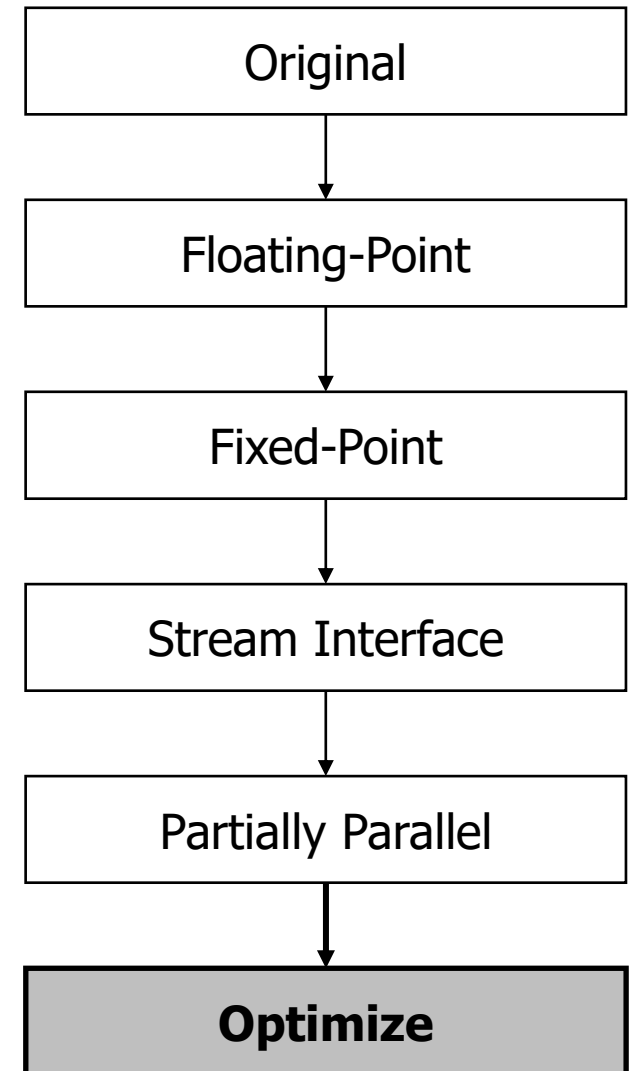 Original
Floating-Point
Fixed-Point
Stream Interface
Partially Parallel
Optimize